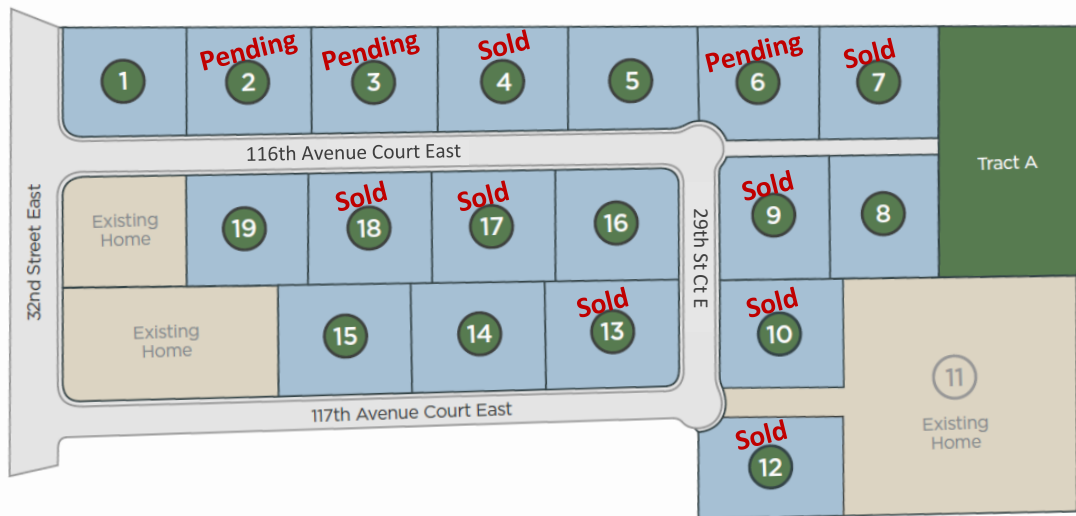 Pending
Pending
Sold
Pending
Sold
1
2
3
4
5
6
7
116th Avenue Court East
Tract A
32nd Street East
Existing
Home
19
Sold
18
Sold
17
16
29th St Ct E
Sold
9
8
Existing
Home
15
14
Sold
13
Sold
10
11
Existing
Home
117th Avenue Court East
Sold
12